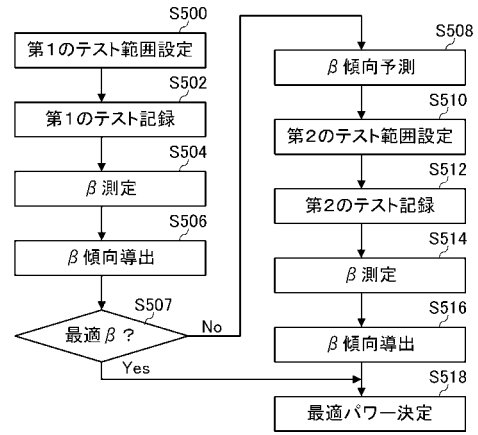 S500
第1のテスト範囲設定
S502
第1のテスト記録
S504
β測定
S506
β傾向導出
S507
最適β？
No
Yes
S508
β傾向予測
S510
第2のテスト範囲設定
S512
第2のテスト記録
S514
β測定
S516
β傾向導出
S518
最適パワー決定